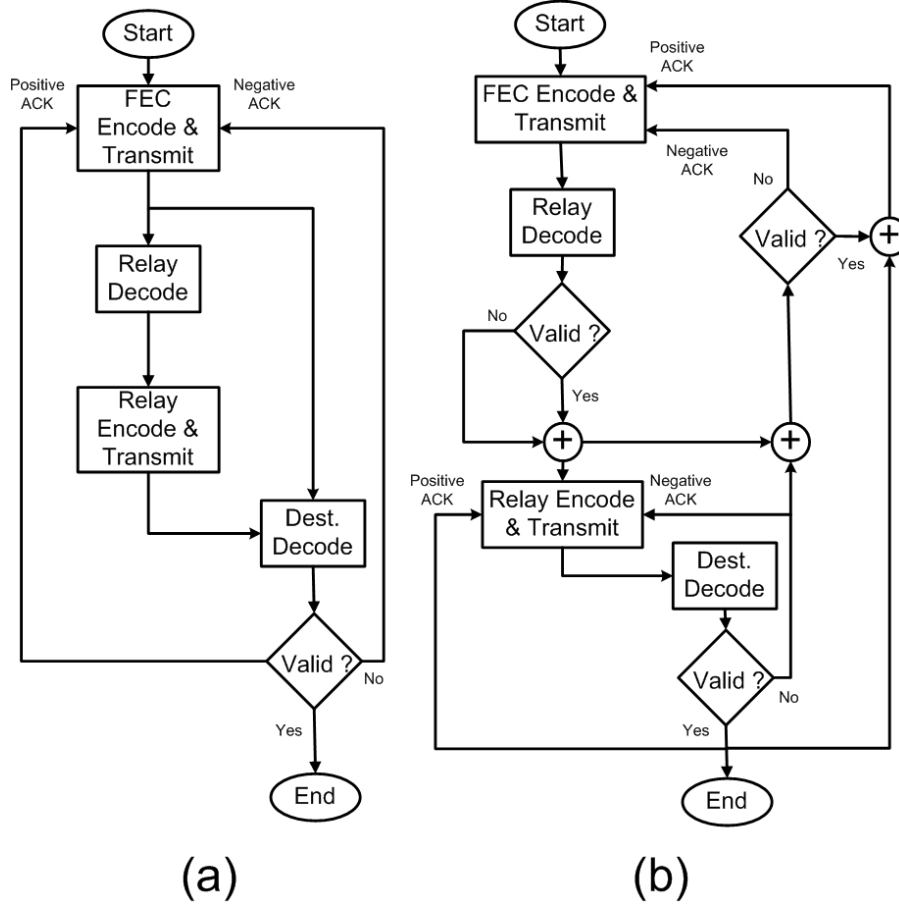 Start
Positive
ACK
Negative
ACK
FEC
Encode &
Transmit
Relay
Decode
Relay
Encode &
Transmit
Dest.
Decode
Valid ?
No
Yes
End
(a)
Start
Positive
ACK
FEC Encode &
Transmit
Negative
ACK
No
Relay
Decode
Valid ?
Yes
No
Valid ?
Yes
Positive
ACK
Negative
ACK
Relay Encode
& Transmit
Dest.
Decode
Valid ?
No
Yes
End
(b)